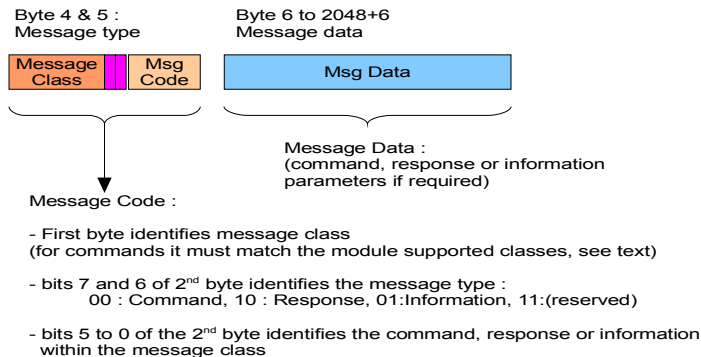 Byte 4 & 5 :
Message type
Byte 6 to 2048+6
Message data
Message
Class
Msg
Code
Msg Data
Message Data :
(command, response or information
parameters if required)
Message Code :
- First byte identifies message class
(for commands it must match the module supported classes, see text)
- bits 7 and 6 of 2nd byte identifies the message type :
00 : Command, 10 : Response, 01:Information, 11:(reserved)
- bits 5 to 0 of the 2nd byte identifies the command, response or information
within the message class